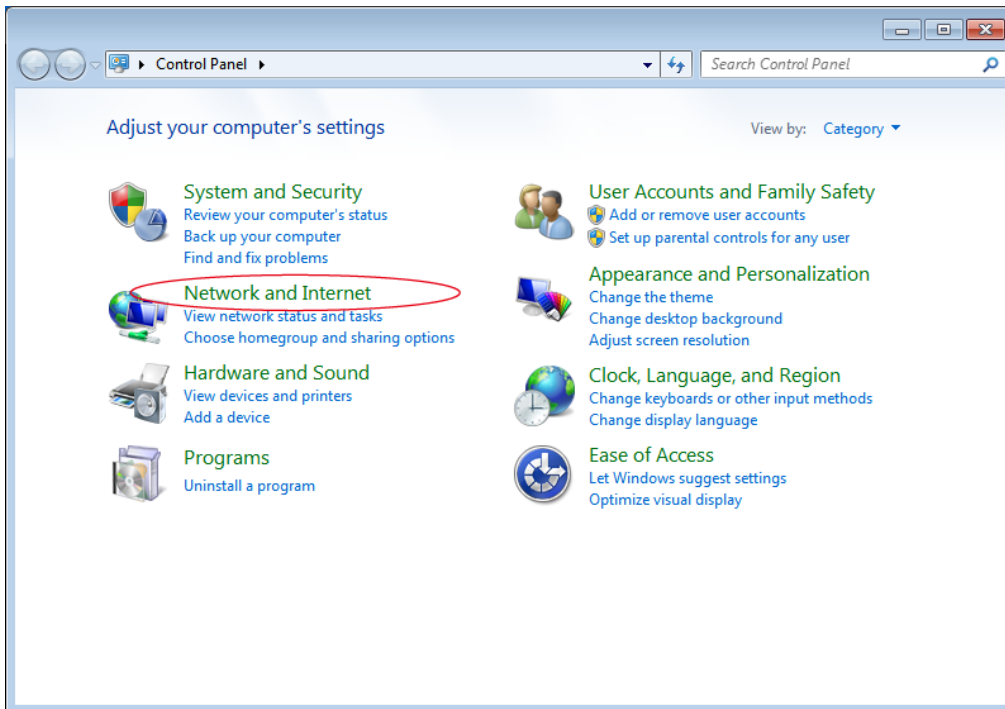 Control Panel
Search Control Panel
Adjust your computer's settings
View by: Category
System and Security
Review your computer's status
Back up your computer
Find and fix problems
Network and Internet
View network status and tasks
Choose homegroup and sharing options
Hardware and Sound
View devices and printers
Add a device
Programs
Uninstall a program
User Accounts and Family Safety
Add or remove user accounts
Set up parental controls for any user
Appearance and Personalization
Change the theme
Change desktop background
Adjust screen resolution
Clock, Language, and Region
Change keyboards or other input methods
Change display language
Ease of Access
Let Windows suggest settings
Optimize visual display